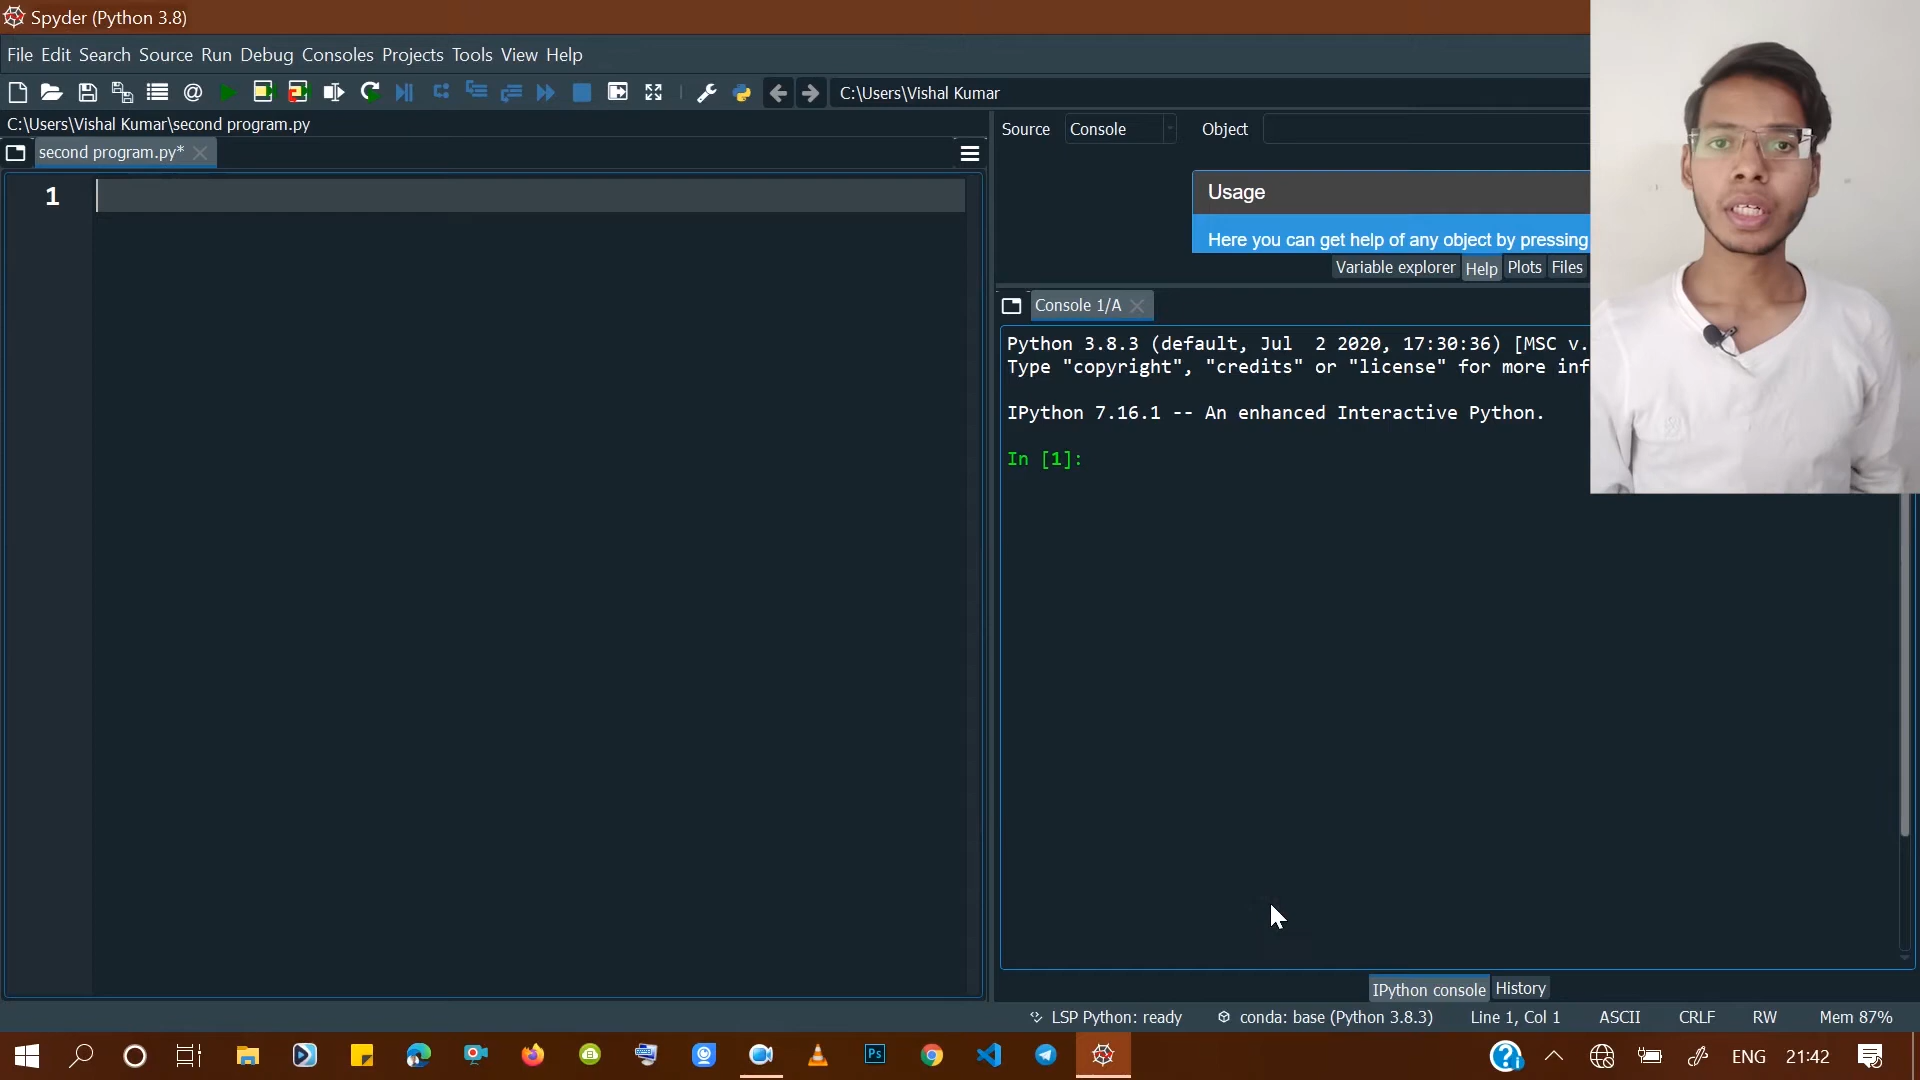 Spyder (Python 3.8)
File Edit Search Source Run Debug Consoles Projects Tools View Help
C:\Users\Vishal Kumar
C:\Users\Vishal Kumar\second program.py
second program.py*
1
Source Console Object
Usage
Here you can get help of any object by pressing
Variable explorer Help Plots Files
Console 1/A
Python 3.8.3 (default, Jul  2 2020, 17:30:36) [MSC v.
Type "copyright", "credits" or "license" for more inf
IPython 7.16.1 -- An enhanced Interactive Python.
In [1]:
IPython console History
LSP Python: ready conda: base (Python 3.8.3) Line 1, Col 1 ASCII CRLF RW Mem 87%
Ps ENG 21:42